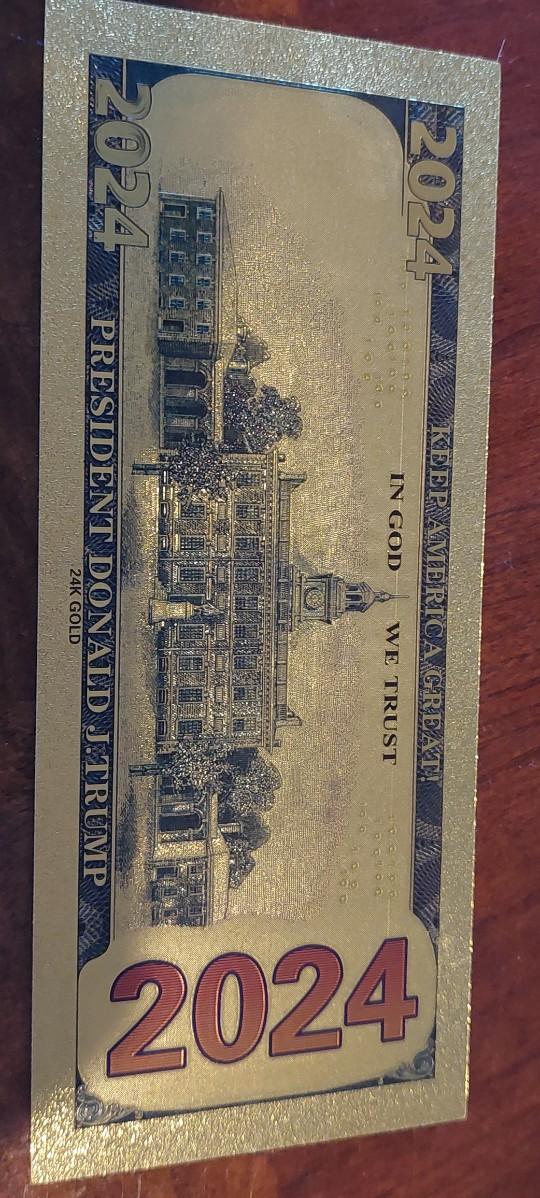 2024
KEEP AMERICA GREAT!
IN GOD WE TRUST
2024
2024
PRESIDENT DONALD J. TRUMP
24K GOLD